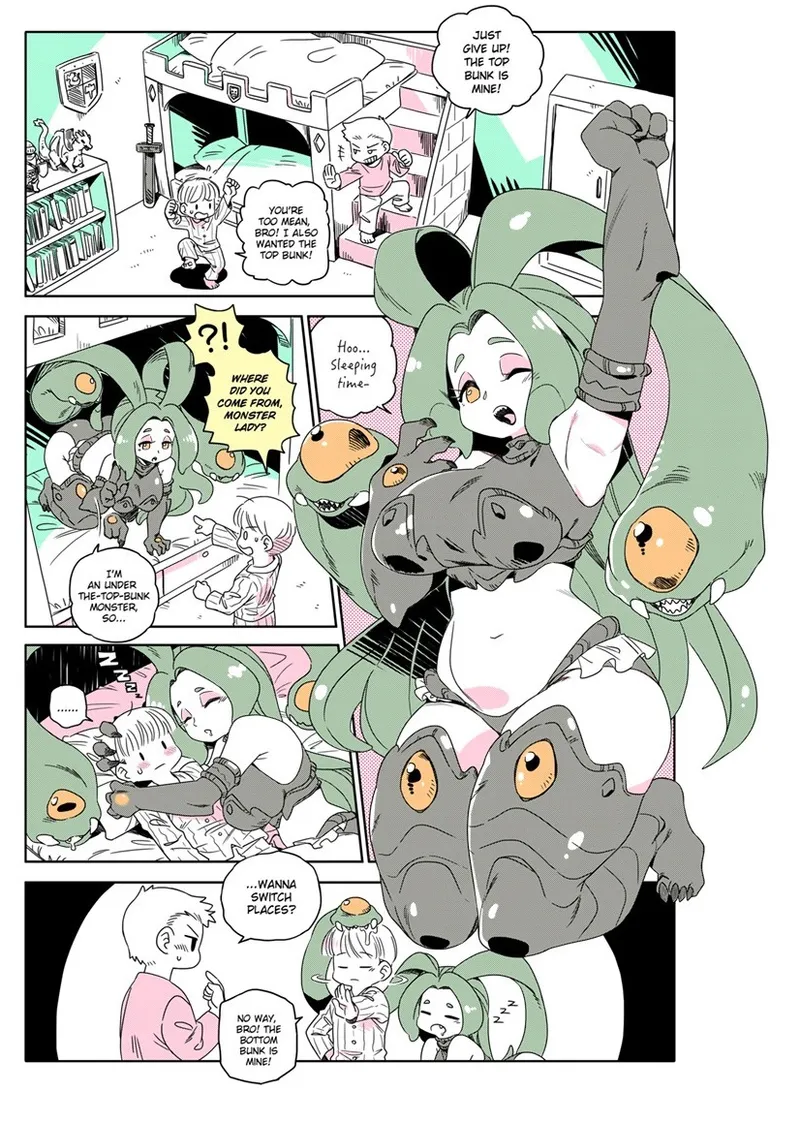 JUST
GIVE UP!
THE TOP
BUNK IS
MINE!
YOU'RE
TOO MEAN,
BRO! I ALSO
WANTED THE
TOP BUNK!
?!
WHERE
DID YOU
COME FROM,
MONSTER
LADY?
I'M
AN UNDER
THE-TOP-BUNK
MONSTER,
SO...
Hoo...
Sleeping
time-
ZZZZZ
......
...WANNA
SWITCH
PLACES?
NO WAY,
BRO! THE
BOTTOM
BUNK IS
MINE!
ZZZ